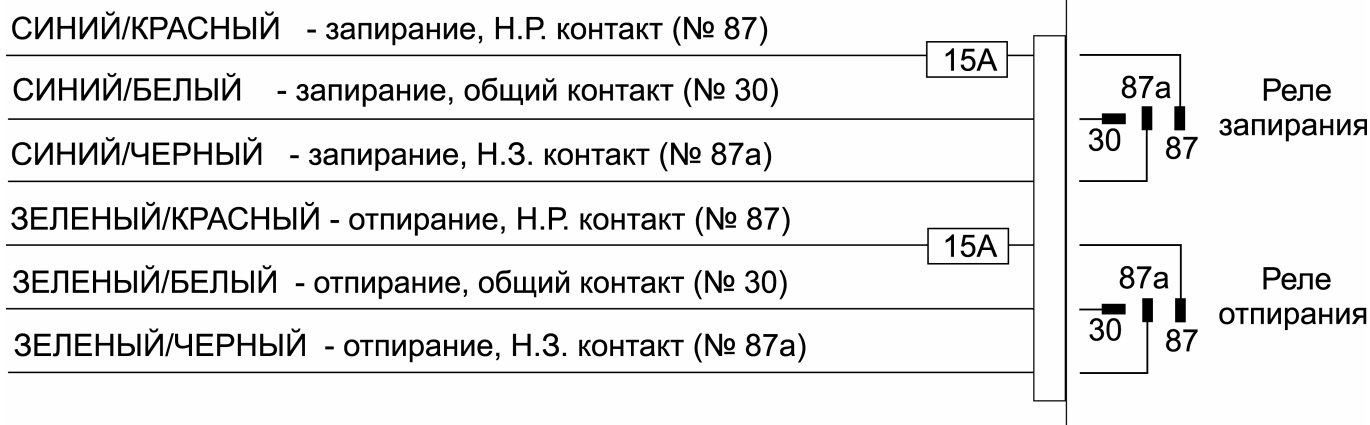 СИНИЙ/КРАСНЫЙ - запирание, Н.Р. контакт (№ 87)
15А
СИНИЙ/БЕЛЫЙ - запирание, общий контакт (№ 30)
СИНИЙ/ЧЕРНЫЙ - запирание, Н.З. контакт (№ 87а)
87а
30
87
Реле
запирания
ЗЕЛЕНЫЙ/КРАСНЫЙ - отпирание, Н.Р. контакт (№ 87)
15А
ЗЕЛЕНЫЙ/БЕЛЫЙ - отпирание, общий контакт (№ 30)
ЗЕЛЕНЫЙ/ЧЕРНЫЙ - отпирание, Н.З. контакт (№ 87а)
87а
30
87
Реле
отпирания